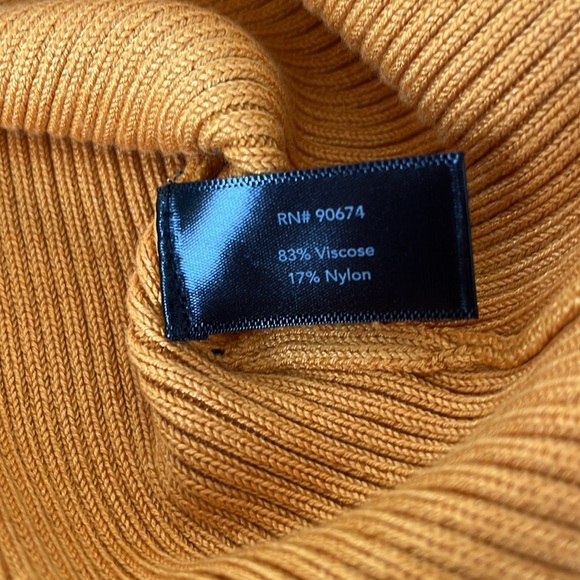 RN# 90674
83% Viscose
17% Nylon